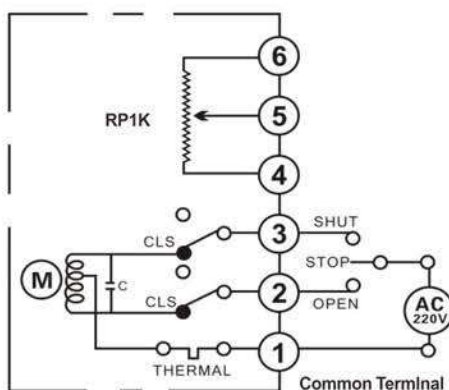 6
RP1K
5
4
3
SHUT
CLS
STOP
M
C
2
CLS
OPEN
AC
220V
1
THERMAL
Common Terminal